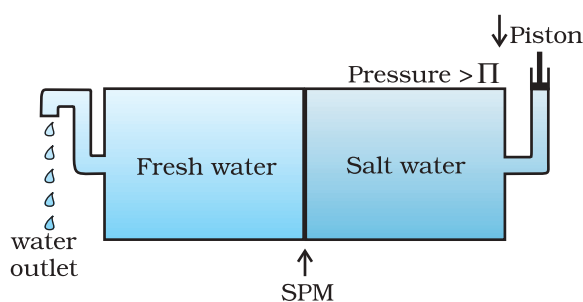 Piston
Pressure > Π
Fresh water
Salt water
water
outlet
SPM